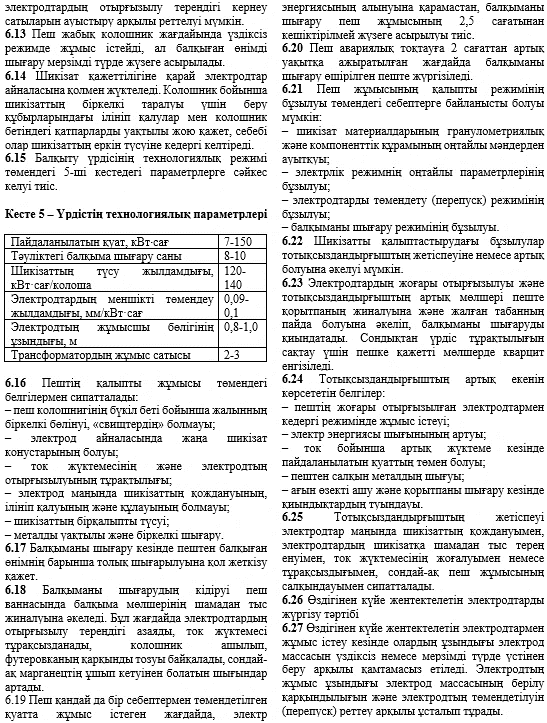 электродтардың отырғызылу тереңдігі кернеу
сатыларын ауыстыру арқылы реттелуі мүмкін.
6.13 Пеш жабық колошник жағдайында үздіксіз
режимде жұмыс істейді, ал балқыған өнімді
шығару мерзімді түрде жүзеге асырылады.
6.14 Шикізат қажеттілігіне қарай электродтар
айналасына қолмен жүктеледі. Колошник бойынша
шикізаттың біркелкі таралуы үшін беру
құбырларындағы ілініп қалулар мен колошник
бетіндегі қатпарларды уақтылы жою қажет, себебі
олар шикізаттың еркін түсуіне кедергі келтіреді.
6.15 Балқыту үрдісінің технологиялық режимі
төмендегі 5-ші кестедегі параметрлерге сәйкес
келуі тиіс.
Кесте 5 – Үрдістің технологиялық параметрлері
Пайдаланылатын қуат, кВт·сағ 7-150
Тәуліктегі балқыма шығару саны 8-10
Шикізаттың түсу жылдамдығы, 120-
кВт·сағ/колоша 140
Электродтардың меншікті төмендеу 0,09-
жылдамдығы, мм/кВт·сағ 0,1
Электродтың жұмысшы бөлігінің 0,8-1,0
ұзындығы, м
Трансформатордың жұмыс сатысы 2-3
6.16 Пештің қалыпты жұмысы төмендегі
белгілермен сипатталады:
– пеш колошнигінің бүкіл беті бойынша жалынның
біркелкі бөлінуі, «свищтердің» болмауы;
– электрод айналасында жаңа шикізат
конустарының болуы;
– ток жүктемесінің және электродтың
отырғызылуының тұрақтылығы;
– электрод маңында шикізаттың қождануының,
ілініп қалуының және құлауының болмауы;
– шикізаттың бірқалыпты түсуі;
– металды уақтылы және біркелкі шығару.
6.17 Балқыманы шығару кезінде пештен балқыған
өнімнің барынша толық шығарылуына қол жеткізу
қажет.
6.18 Балқыманы шығарудың кідіруі пеш
ваннасында балқыма мөлшерінің шамадан тыс
жиналуына әкеледі. Бұл жағдайда электродтардың
отырғызылу тереңдігі азаяды, ток жүктемесі
тұрақсызданады, колошник ашылып,
футерованың қарқынды тозуы байқалады, сондай-
ақ марганецтің ұшып кетуінен болатын шығындар
артады.
6.19 Пеш қандай да бір себептермен төмендетілген
қуатта жұмыс істеген жағдайда, электр
энергиясының алынуына қарамастан, балқыманы
шығару пеш жұмысының 2,5 сағатынан
кешіктірілмей жүзеге асырылуы тиіс.
6.20 Пеш авариялық тоқтауға 2 сағаттан артық
уақытқа ажыратылған жағдайда балқыманы
шығару өшірілген пеште жүргізіледі.
6.21 Пеш жұмысының қалыпты режимінің
бұзылуы төмендегі себептерге байланысты болуы
мүмкін:
– шикізат материалдарының гранулометриялық
және компоненттік құрамының оңтайлы мәндерден
ауытқуы;
– электрлік режимнің оңтайлы параметрлерінің
бұзылуы;
– электродтарды төмендету (перепуск) режимінің
бұзылуы;
– балқыманы шығару режимінің бұзылуы.
6.22 Шикізатты қалыптастырудағы бұзылулар
тотықсыздандырғыштың жетіспеуіне немесе артық
болуына әкелуі мүмкін.
6.23 Электродтардың жоғары отырғызылуы және
тотықсыздандырғыштың артық мөлшері пеште
қорытпаның жиналуына және жалған табанның
пайда болуына әкеліп, балқыманы шығаруды
қиындатады. Сондықтан үрдіс тұрақтылығын
сақтау үшін пешке қажетті мөлшерде кварцит
енгізіледі.
6.24 Тотықсыздандырғыштың артық екенін
көрсететін белгілер:
– пештің жоғары отырғызылған электродтармен
кедергі режимінде жұмыс істеуі;
– электр энергиясы шығынының артуы;
– ток бойынша артық жүктеме кезінде
пайдаланылатын қуаттың төмен болуы;
– пештен салқын металдың шығуы;
– ағын өзекті ашу және қорытпаны шығару кезінде
қиындықтардың туындауы.
6.25 Тотықсыздандырғыштың жетіспеуі
электродтар маңында шикізаттың қождануымен,
электродтардың шикізатқа шамадан тыс терең
енуімен, ток жүктемесінің жоғалуымен немесе
тұрақсыздығымен, сондай-ақ пеш жұмысының
салқындауымен сипатталады.
6.26 Өздігінен күйе жентектелетін электродтарды
жүргізу тәртібі
6.27 Өздігінен күйе жентектелетін электродтармен
жұмыс істеу кезінде олардың ұзындығы электрод
массасын үздіксіз немесе мерзімді түрде үстінен
беру арқылы қамтамасыз етіледі. Электродтың
жұмыс ұзындығы электрод массасының берілу
қарқындылығын және электродтың төмендетілуін
(перепуск) реттеу арқылы ұсталып тұрады.